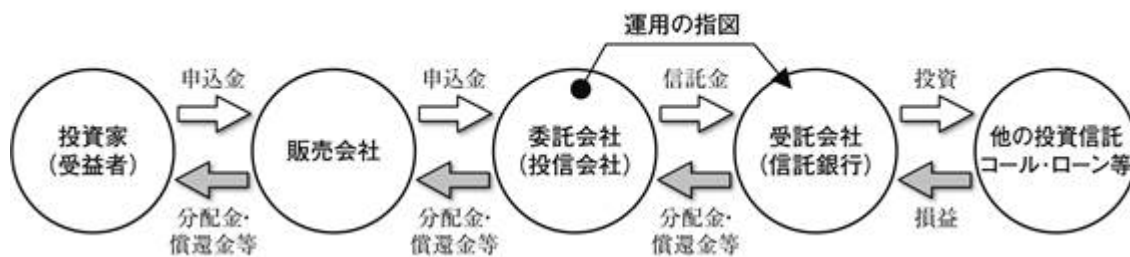 運用の指図
申込金
申込金
信託金
投資
投資家
(受益者)
販売会社
委託会社
(投信会社)
受託会社
(信託銀行)
他の投資信託
コール・ローン等
分配金・
償還金等
分配金・
償還金等
分配金・
償還金等
損益